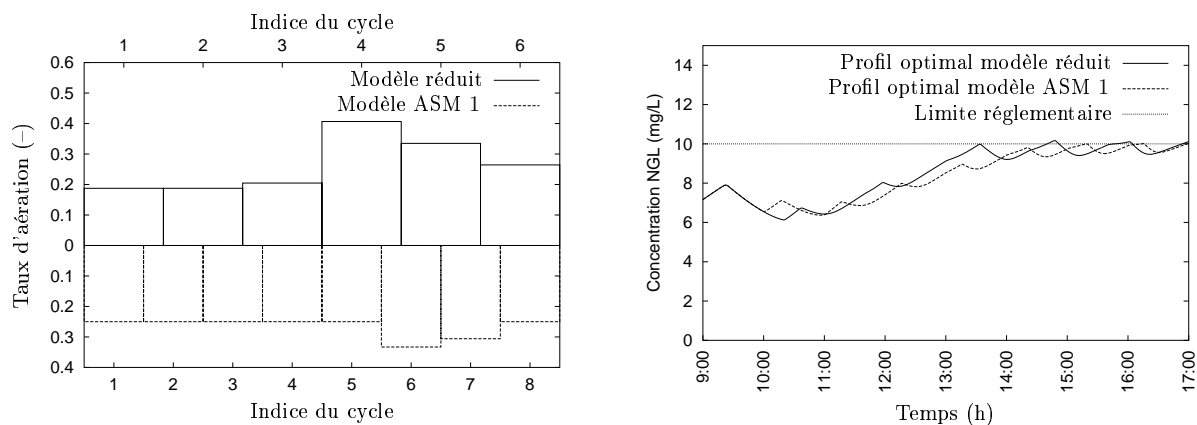 Indice du cycle
1 2 3 4 5 6
0.6
0.5
0.4
0.3
0.2
0.1
0
0.1
0.2
0.3
0.4
Taux d'aération (–)
Modèle réduit
Modèle ASM 1
1 2 3 4 5 6 7 8
Indice du cycle
14
12
10
8
6
4
2
0
Concentration NGL (mg/L)
Profil optimal modèle réduit
Profil optimal modèle ASM 1
Limite réglementaire
9:00 10:00 11:00 12:00 13:00 14:00 15:00 16:00 17:00
Temps (h)